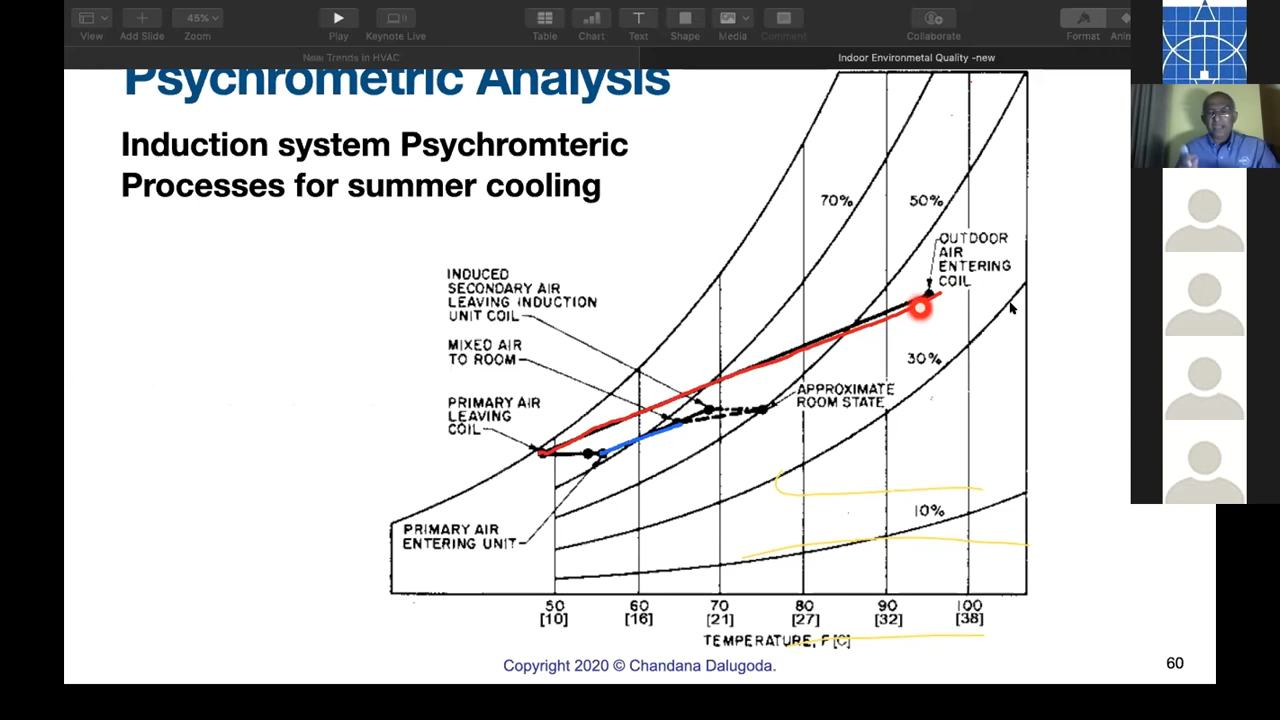 View
Add Slide
45%
Zoom
Play
Keynote Live
Table
Chart
Text
Shape
Media
Comment
Collaborate
Format
Ani
New Trends in HVAC
Indoor Environmetal Quality -new
Psychrometric Analysis
Induction system Psychromteric
Processes for summer cooling
70%
50%
OUTDOOR
AIR
ENTERING
COIL
INDUCED
SECONDARY AIR
LEAVING INDUCTION
UNIT COIL
MIXED AIR
TO ROOM
30%
APPROXIMATE
ROOM STATE
PRIMARY AIR
LEAVING
COIL
10%
PRIMARY AIR
ENTERING UNIT
50 60 70 80 90 100
[10] [16] [21] [27] [32] [38]
TEMPERATURE, F [C]
Copyright 2020 © Chandana Dalugoda.
60